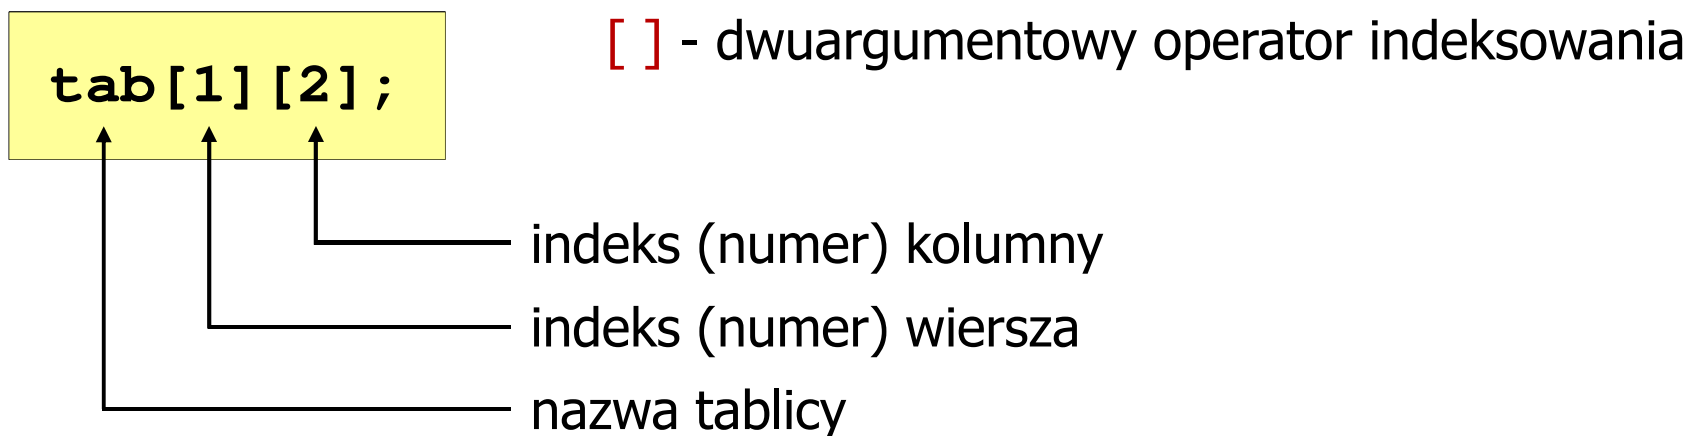 [ ] - dwuargumentowy operator indeksowania
tab[1][2];
indeks (numer) kolumny
indeks (numer) wiersza
nazwa tablicy